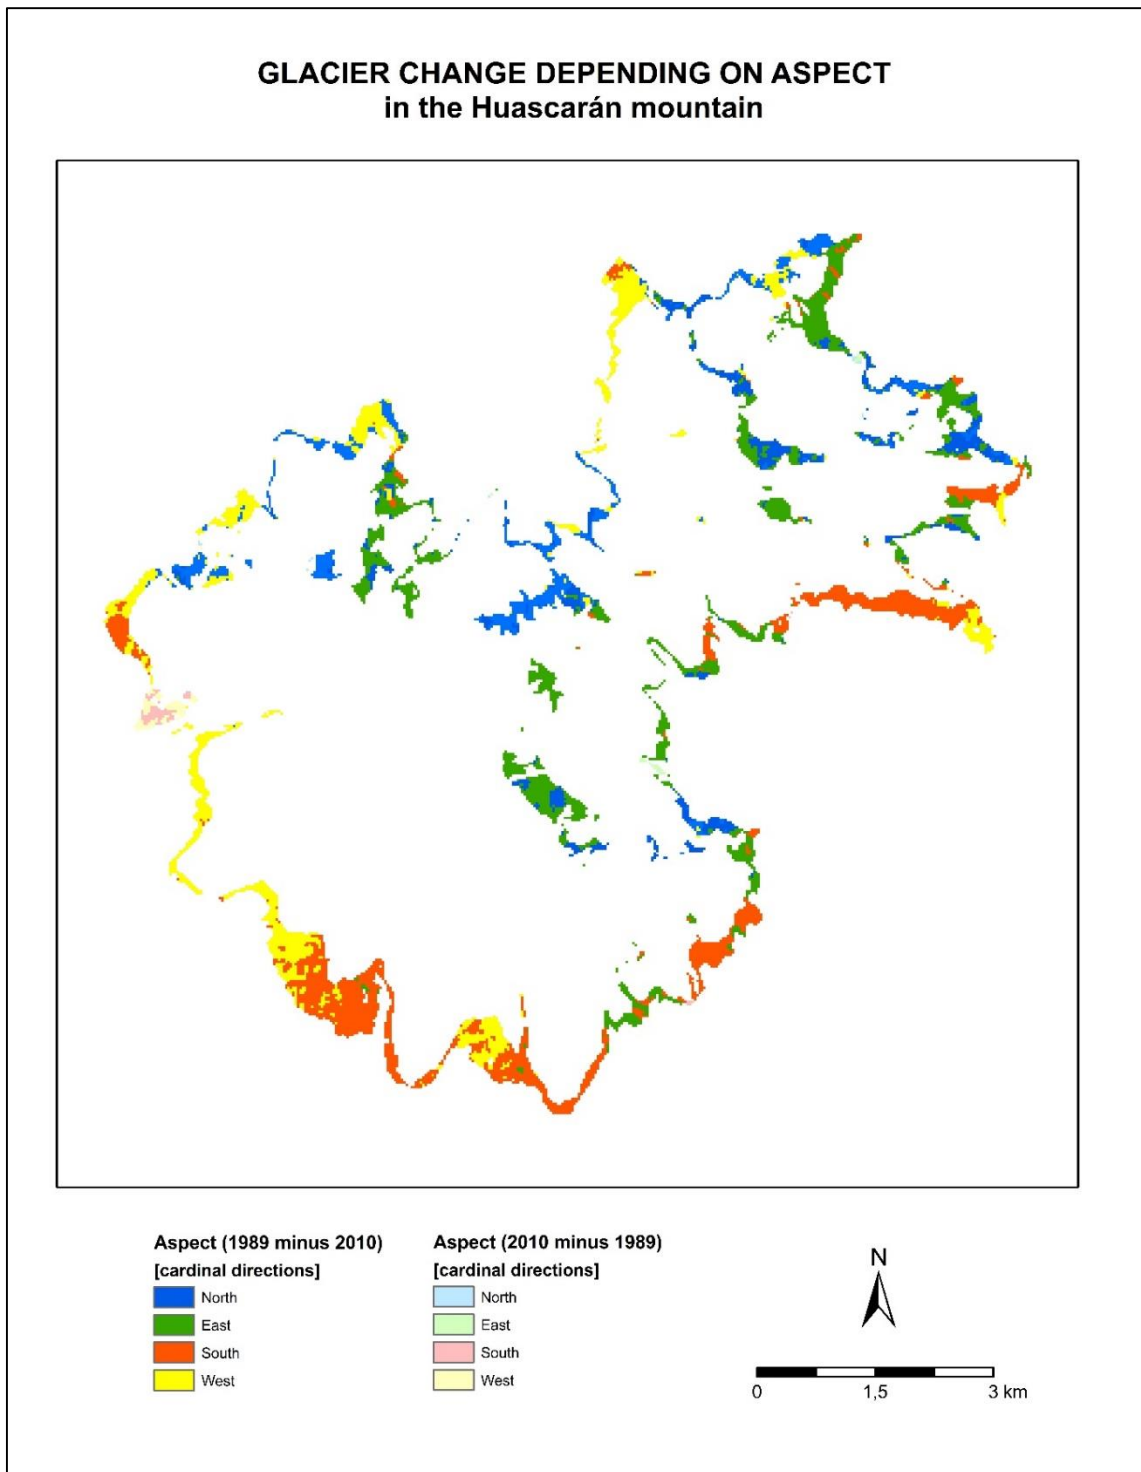 GLACIER CHANGE DEPENDING ON ASPECT
in the Huascarán mountain
Aspect (1989 minus 2010)
[cardinal directions]
North
East
South
West
Aspect (2010 minus 1989)
[cardinal directions]
North
East
South
West
N
0 1,5 3 km